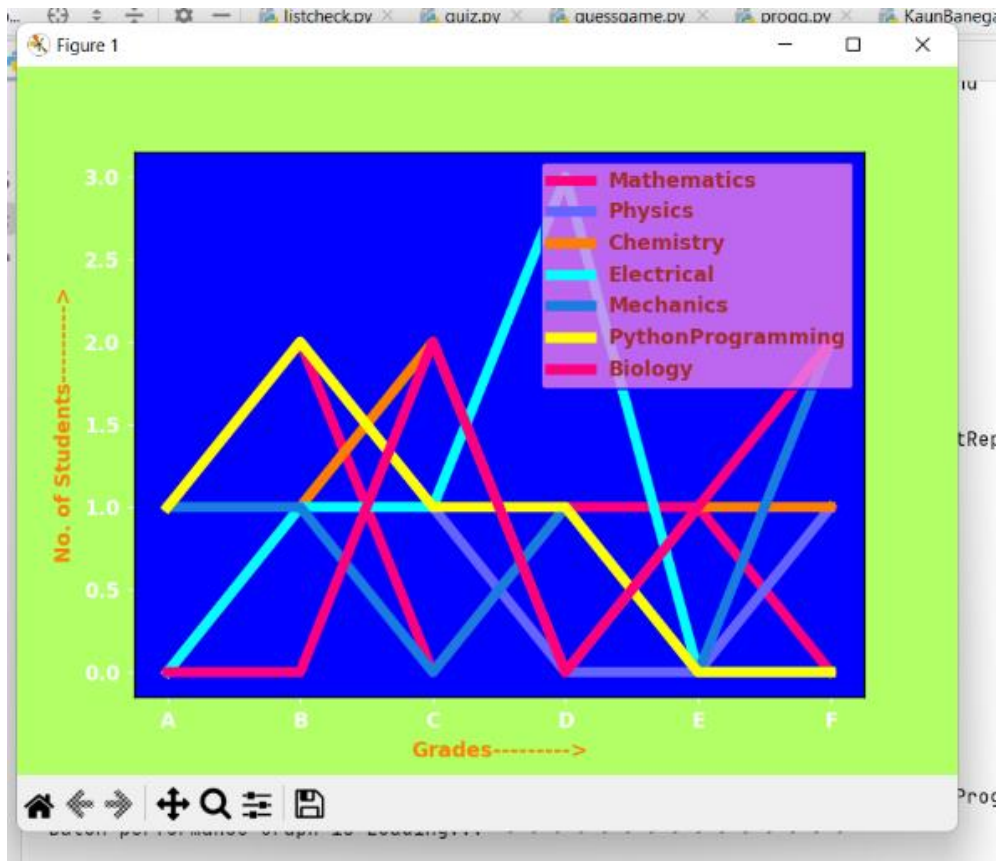 listcheck.py
quiz.py
guessgame.py
progg.py
KaunBanega
Figure 1
3.0
2.5
2.0
1.5
1.0
0.5
0.0
No. of Students---------->
Mathematics
Physics
Chemistry
Electrical
Mechanics
PythonProgramming
Biology
A B C D E F
Grades--------->
tRep
Prog